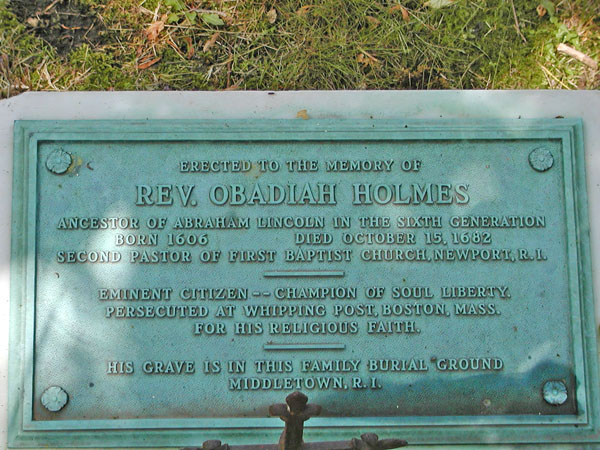 ERECTED TO THE MEMORY OF
REV. OBADIAH HOLMES
ANCESTOR OF ABRAHAM LINCOLN IN THE SIXTH GENERATION
BORN 1606 DIED OCTOBER 15, 1682
SECOND PASTOR OF FIRST BAPTIST CHURCH, NEWPORT, R.I.
EMINENT CITIZEN -- CHAMPION OF SOUL LIBERTY.
PERSECUTED AT WHIPPING POST, BOSTON, MASS.
FOR HIS RELIGIOUS FAITH.
HIS GRAVE IS IN THIS FAMILY BURIAL GROUND
MIDDLETOWN, R.I.